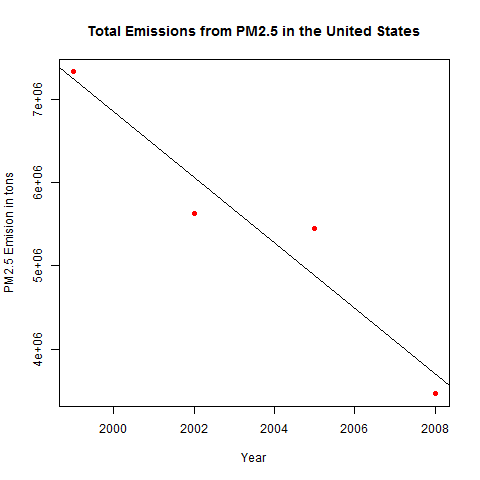 Total Emissions from PM2.5 in the United States
7e+06
6e+06
5e+06
4e+06
PM2.5 Emision in tons
2000 2002 2004 2006 2008
Year